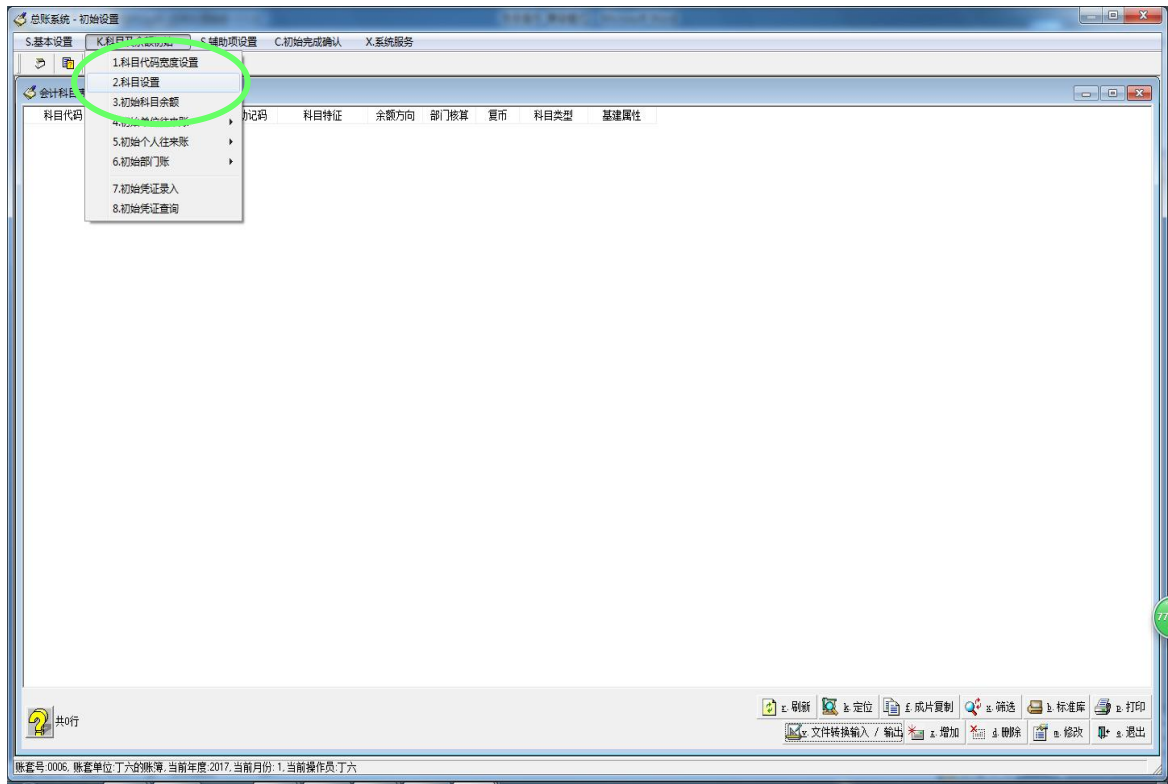 总账系统 - 初始设置
S.基本设置 K.科目及余额初始 S.辅助项设置 C.初始完成确认 X.系统服务
1.科目代码宽度设置
2.科目设置
3.初始科目余额
4.初始单位往来账
5.初始个人往来账
6.初始部门账
7.初始凭证录入
8.初始凭证查询
会计科目
科目代码 助记码 科目特征 余额方向 部门核算 复币 科目类型 基建属性
77
共0行
r.刷新 k.定位 f.成片复制 x.筛选 b.标准库 p.打印
v.文件转换输入 / 输出 i.增加 d.删除 m.修改 q.退出
账套号:0006, 账套单位:丁六的账簿, 当前年度:2017, 当前月份: 1, 当前操作员:丁六